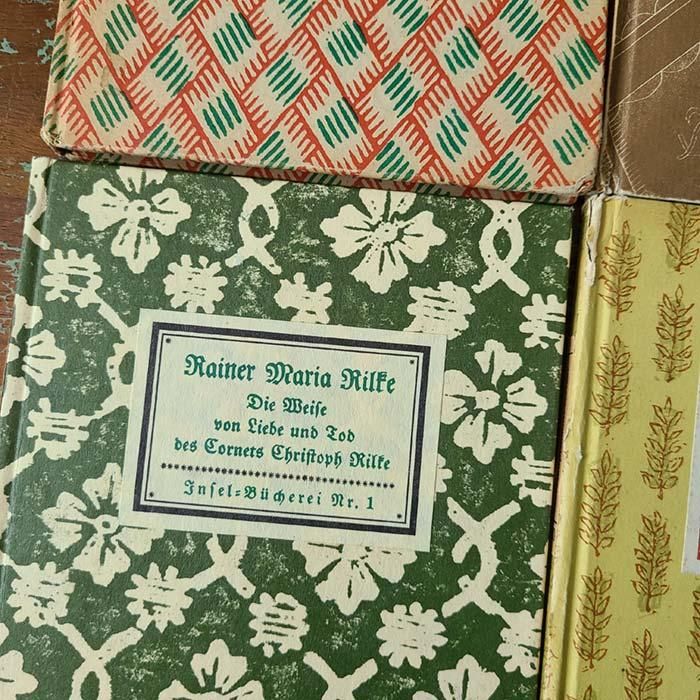 Rainer Maria Rilke
Die Weise
von Liebe und Tod
des Cornets Christoph Rilke
Insel-Bücherei Nr. 1